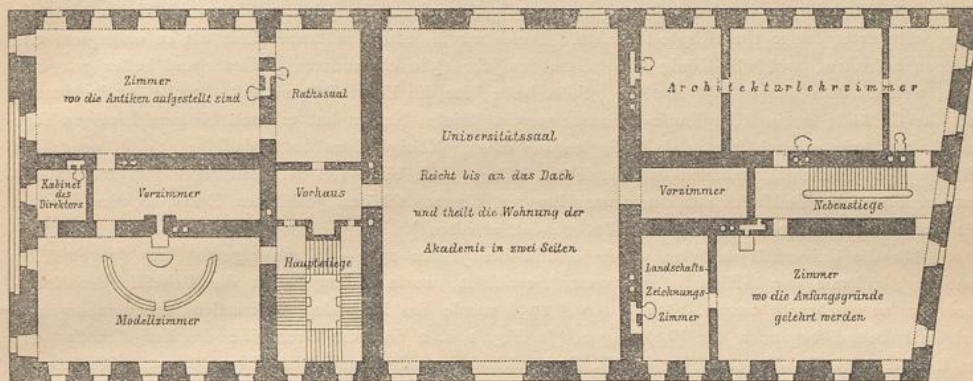 Zimmer
wo die Antiken aufgestellt sind
Rathssaal
Universitätssaal
Reicht bis an das Dach
und theilt die Wohnung der
Akademie in zwei Seiten
Architekturlehrzimmer
Kabinet
des
Direktors
Vorzimmer
Vorhaus
Vorzimmer
Nebenstiege
Modellzimmer
Hauptstiege
Landschafts-
Zeichnungs-
Zimmer
Zimmer
wo die Anfangsgründe
gelehrt werden